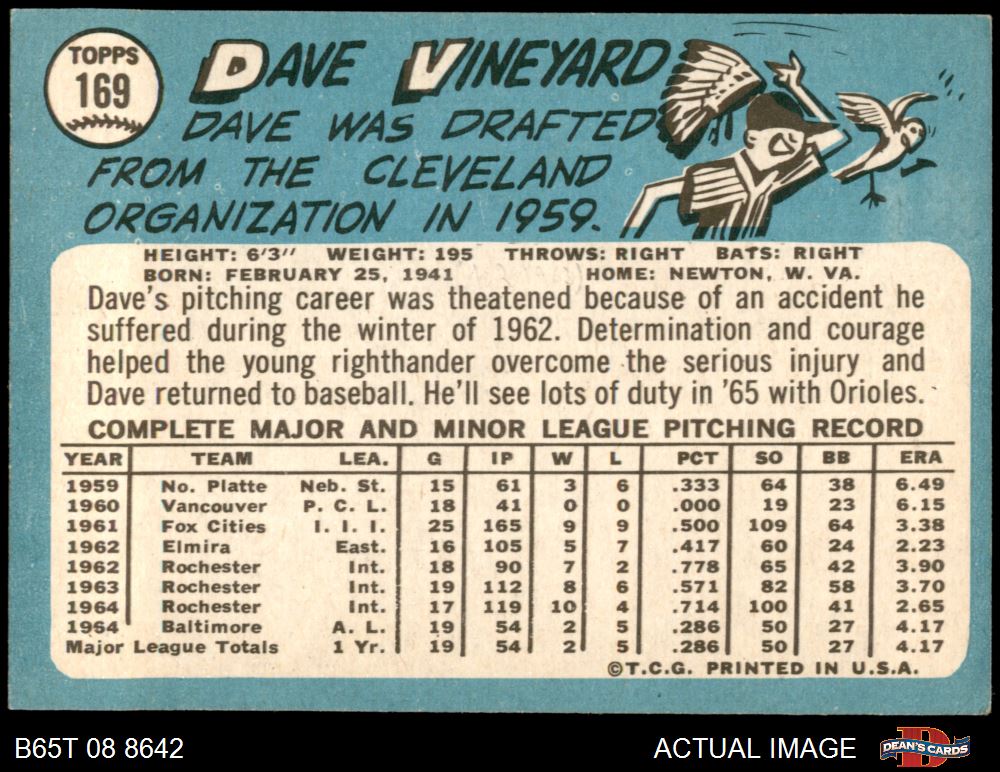 TOPPS
169
DAVE VINEYARD
DAVE WAS DRAFTED
FROM THE CLEVELAND
ORGANIZATION IN 1959.
HEIGHT: 6'3" WEIGHT: 195 THROWS: RIGHT BATS: RIGHT
BORN: FEBRUARY 25, 1941 HOME: NEWTON, W. VA.
Dave's pitching career was theatened because of an accident he
suffered during the winter of 1962. Determination and courage
helped the young righthander overcome the serious injury and
Dave returned to baseball. He'll see lots of duty in '65 with Orioles.
COMPLETE MAJOR AND MINOR LEAGUE PITCHING RECORD
YEAR TEAM LEA. G IP W L PCT SO BB ERA
1959 No. Platte Neb. St. 15 61 3 6 .333 64 38 6.49
1960 Vancouver P. C. L. 18 41 0 0 .000 19 23 6.15
1961 Fox Cities I. I. I. 25 165 9 9 .500 109 64 3.38
1962 Elmira East. 16 105 5 7 .417 60 24 2.23
1962 Rochester Int. 18 90 7 2 .778 65 42 3.90
1963 Rochester Int. 19 112 8 6 .571 82 58 3.70
1964 Rochester Int. 17 119 10 4 .714 100 41 2.65
1964 Baltimore A. L. 19 54 2 5 .286 50 27 4.17
Major League Totals 1 Yr. 19 54 2 5 .286 50 27 4.17
©T.C.G. PRINTED IN U.S.A.
B65T 08 8642 ACTUAL IMAGE DEAN'S CARDS